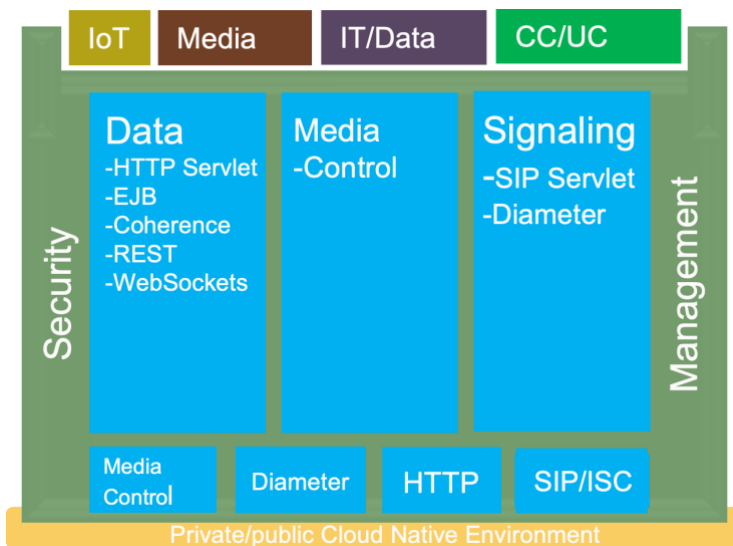 IoT
Media
IT/Data
CC/UC
Security
Data
-HTTP Servlet
-EJB
-Coherence
-REST
-WebSockets
Media
-Control
Signaling
-SIP Servlet
-Diameter
Management
Media
Control
Diameter
HTTP
SIP/ISC
Private/public Cloud Native Environment